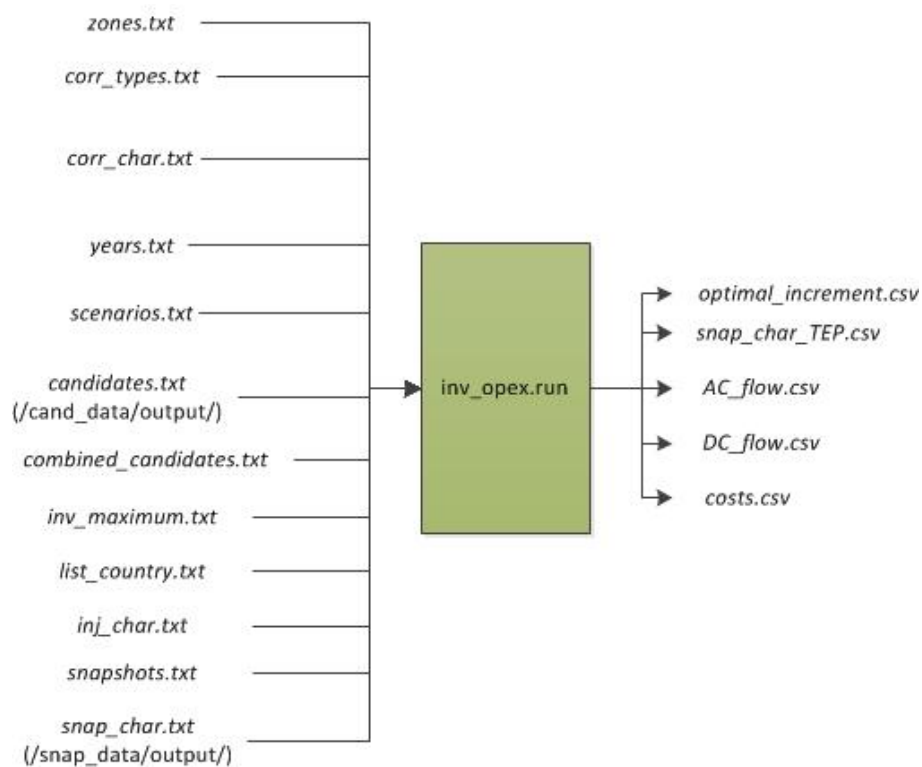 zones.txt
corr_types.txt
corr_char.txt
years.txt
scenarios.txt
candidates.txt
(/cand_data/output/)
combined_candidates.txt
inv_maximum.txt
list_country.txt
inj_char.txt
snapshots.txt
snap_char.txt
(/snap_data/output/)
inv_opex.run
optimal_increment.csv
snap_char_TEP.csv
AC_flow.csv
DC_flow.csv
costs.csv